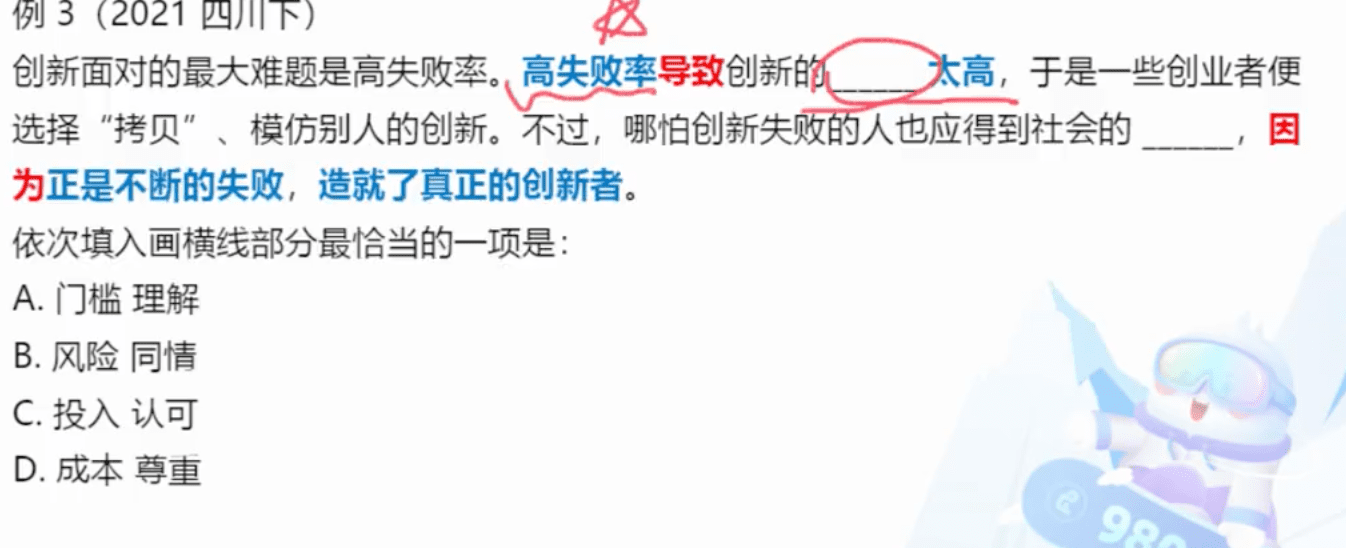 例 3（2021 四川下）
创新面对的最大难题是高失败率。高失败率导致创新的______太高，于是一些创业者便
选择“拷贝”、模仿别人的创新。不过，哪怕创新失败的人也应得到社会的 ______，因
为正是不断的失败，造就了真正的创新者。
依次填入画横线部分最恰当的一项是：
A. 门槛 理解
B. 风险 同情
C. 投入 认可
D. 成本 尊重
980